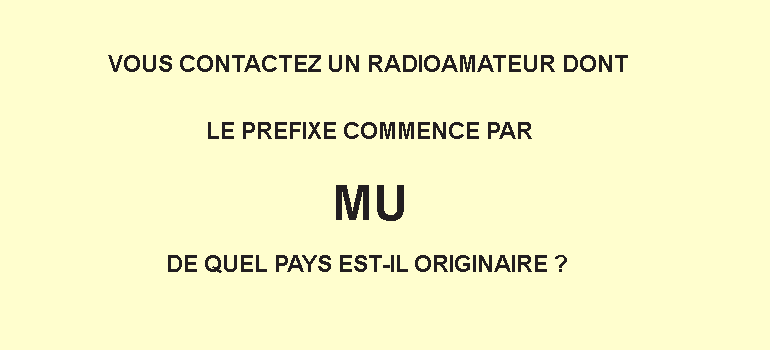 VOUS CONTACTEZ UN RADIOAMATEUR DONT
LE PREFIXE COMMENCE PAR
MU
DE QUEL PAYS EST-IL ORIGINAIRE ?